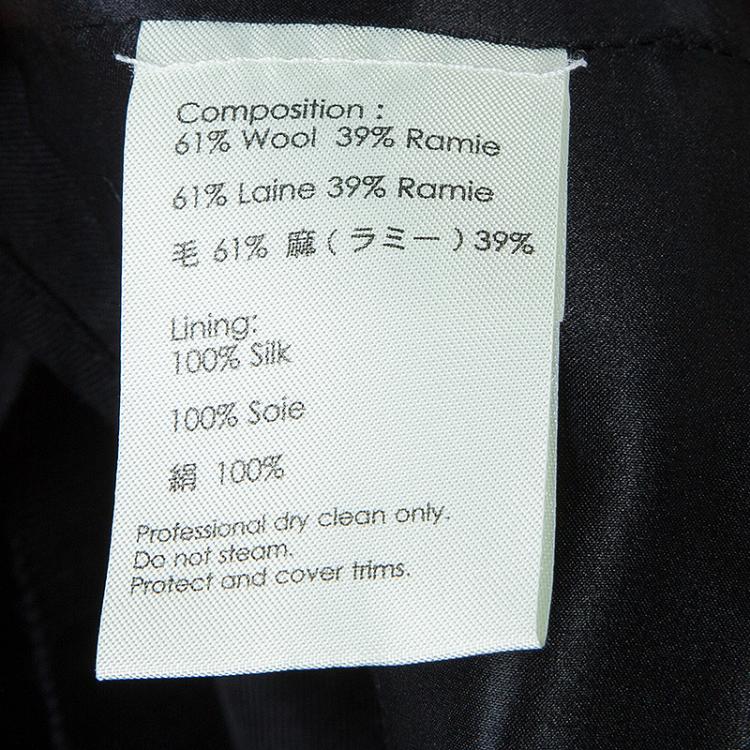 Composition :
61% Wool 39% Ramie
61% Laine 39% Ramie
毛 61% 麻 ( ラミー ) 39%
Lining:
100% Silk
100% Soie
絹 100%
Professional dry clean only.
Do not steam.
Protect and cover trims.